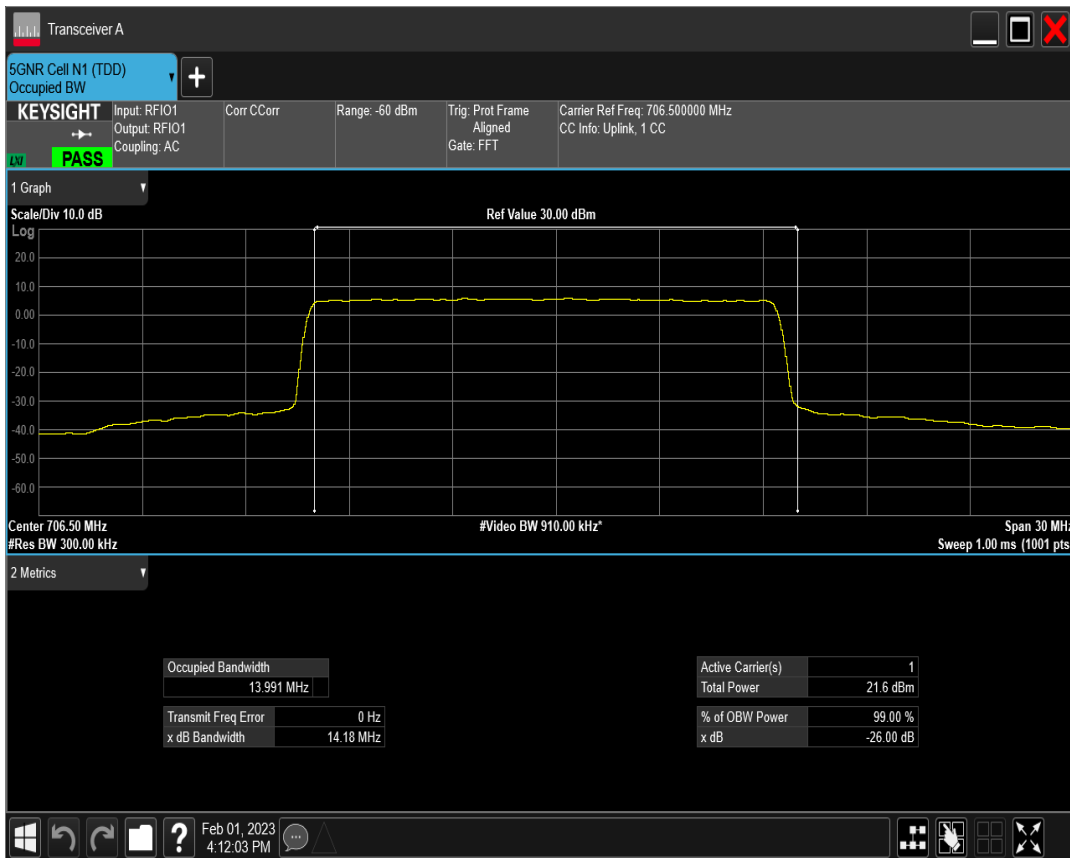 Transceiver A
5GNR Cell N1 (TDD)
Occupied BW
KEYSIGHT
LXI
PASS
Input: RFIO1
Output: RFIO1
Coupling: AC
Corr CCorr
Range: -60 dBm
Trig: Prot Frame
Aligned
Gate: FFT
Carrier Ref Freq: 706.500000 MHz
CC Info: Uplink, 1 CC
1 Graph
Scale/Div 10.0 dB
Ref Value 30.00 dBm
Log
20.0
10.0
0.00
-10.0
-20.0
-30.0
-40.0
-50.0
-60.0
Center 706.50 MHz
#Video BW 910.00 kHz*
Span 30 MHz
#Res BW 300.00 kHz
Sweep 1.00 ms (1001 pts
2 Metrics
Occupied Bandwidth
13.991 MHz
Transmit Freq Error 0 Hz
x dB Bandwidth 14.18 MHz
Active Carrier(s) 1
Total Power 21.6 dBm
% of OBW Power 99.00 %
x dB -26.00 dB
Feb 01, 2023
4:12:03 PM